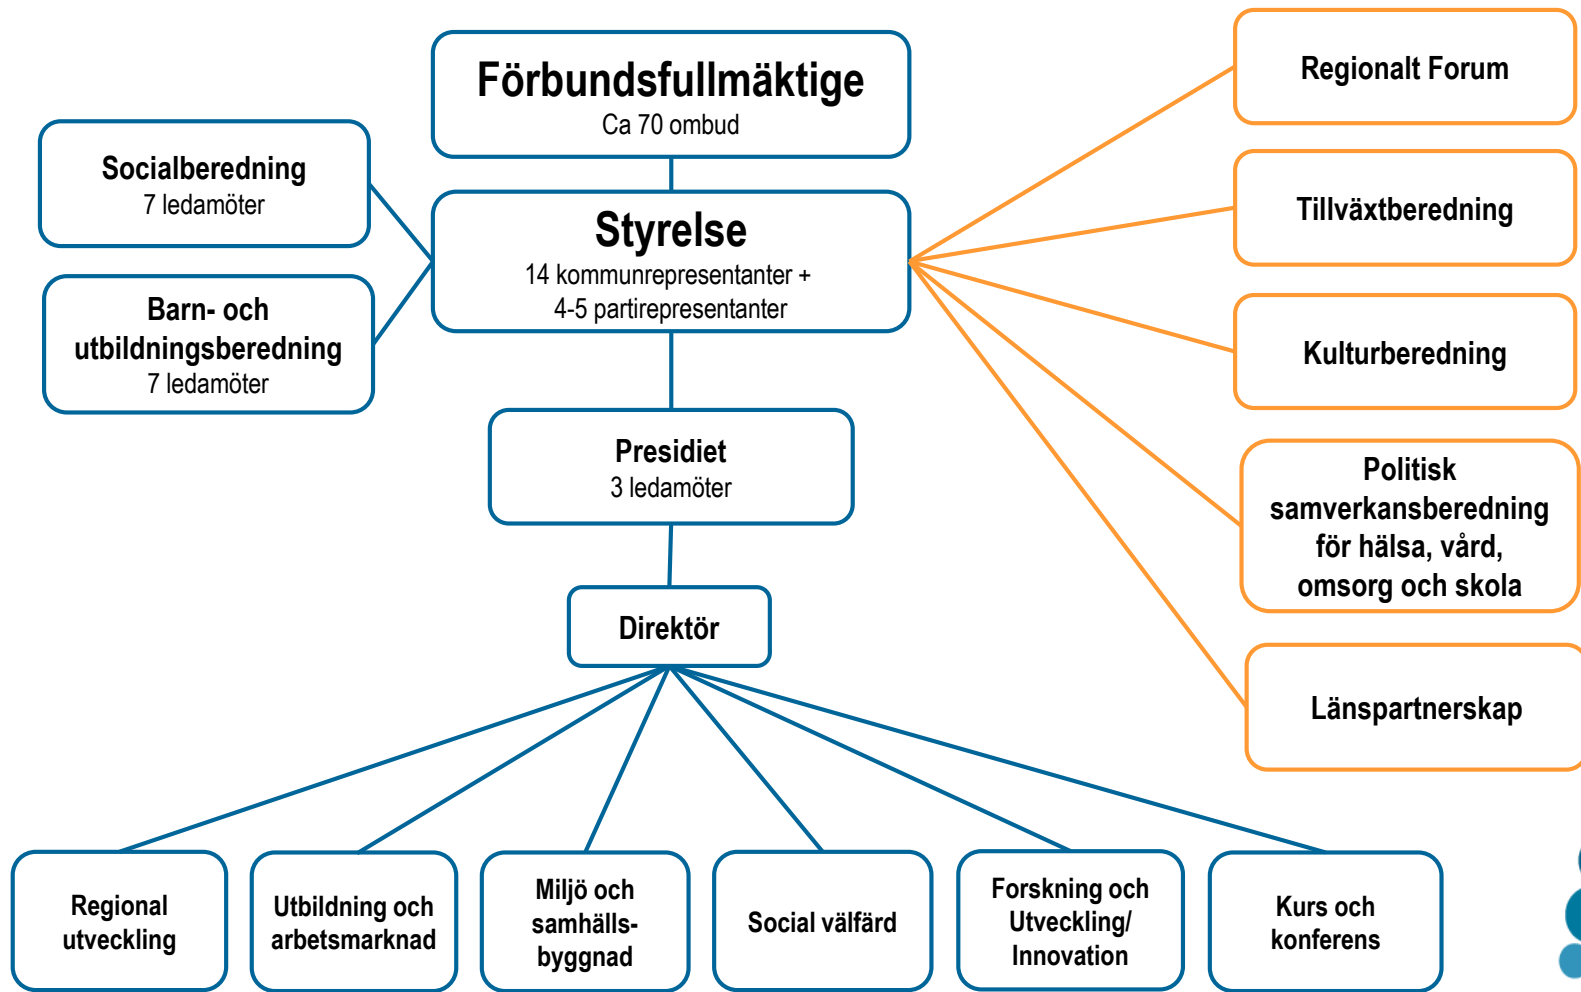 Förbundsfullmäktige
Ca 70 ombud
Socialberedning
7 ledamöter
Styrelse
14 kommunrepresentanter +
4-5 partirepresentanter
Barn- och
utbildningsberedning
7 ledamöter
Presidiet
3 ledamöter
Direktör
Regionalt Forum
Tillväxtberedning
Kulturberedning
Politisk
samverkansberedning
för hälsa, vård,
omsorg och skola
Länspartnerskap
Regional
utveckling
Utbildning och
arbetsmarknad
Miljö och
samhälls-
byggnad
Social välfärd
Forskning och
Utveckling/
Innovation
Kurs och
konferens